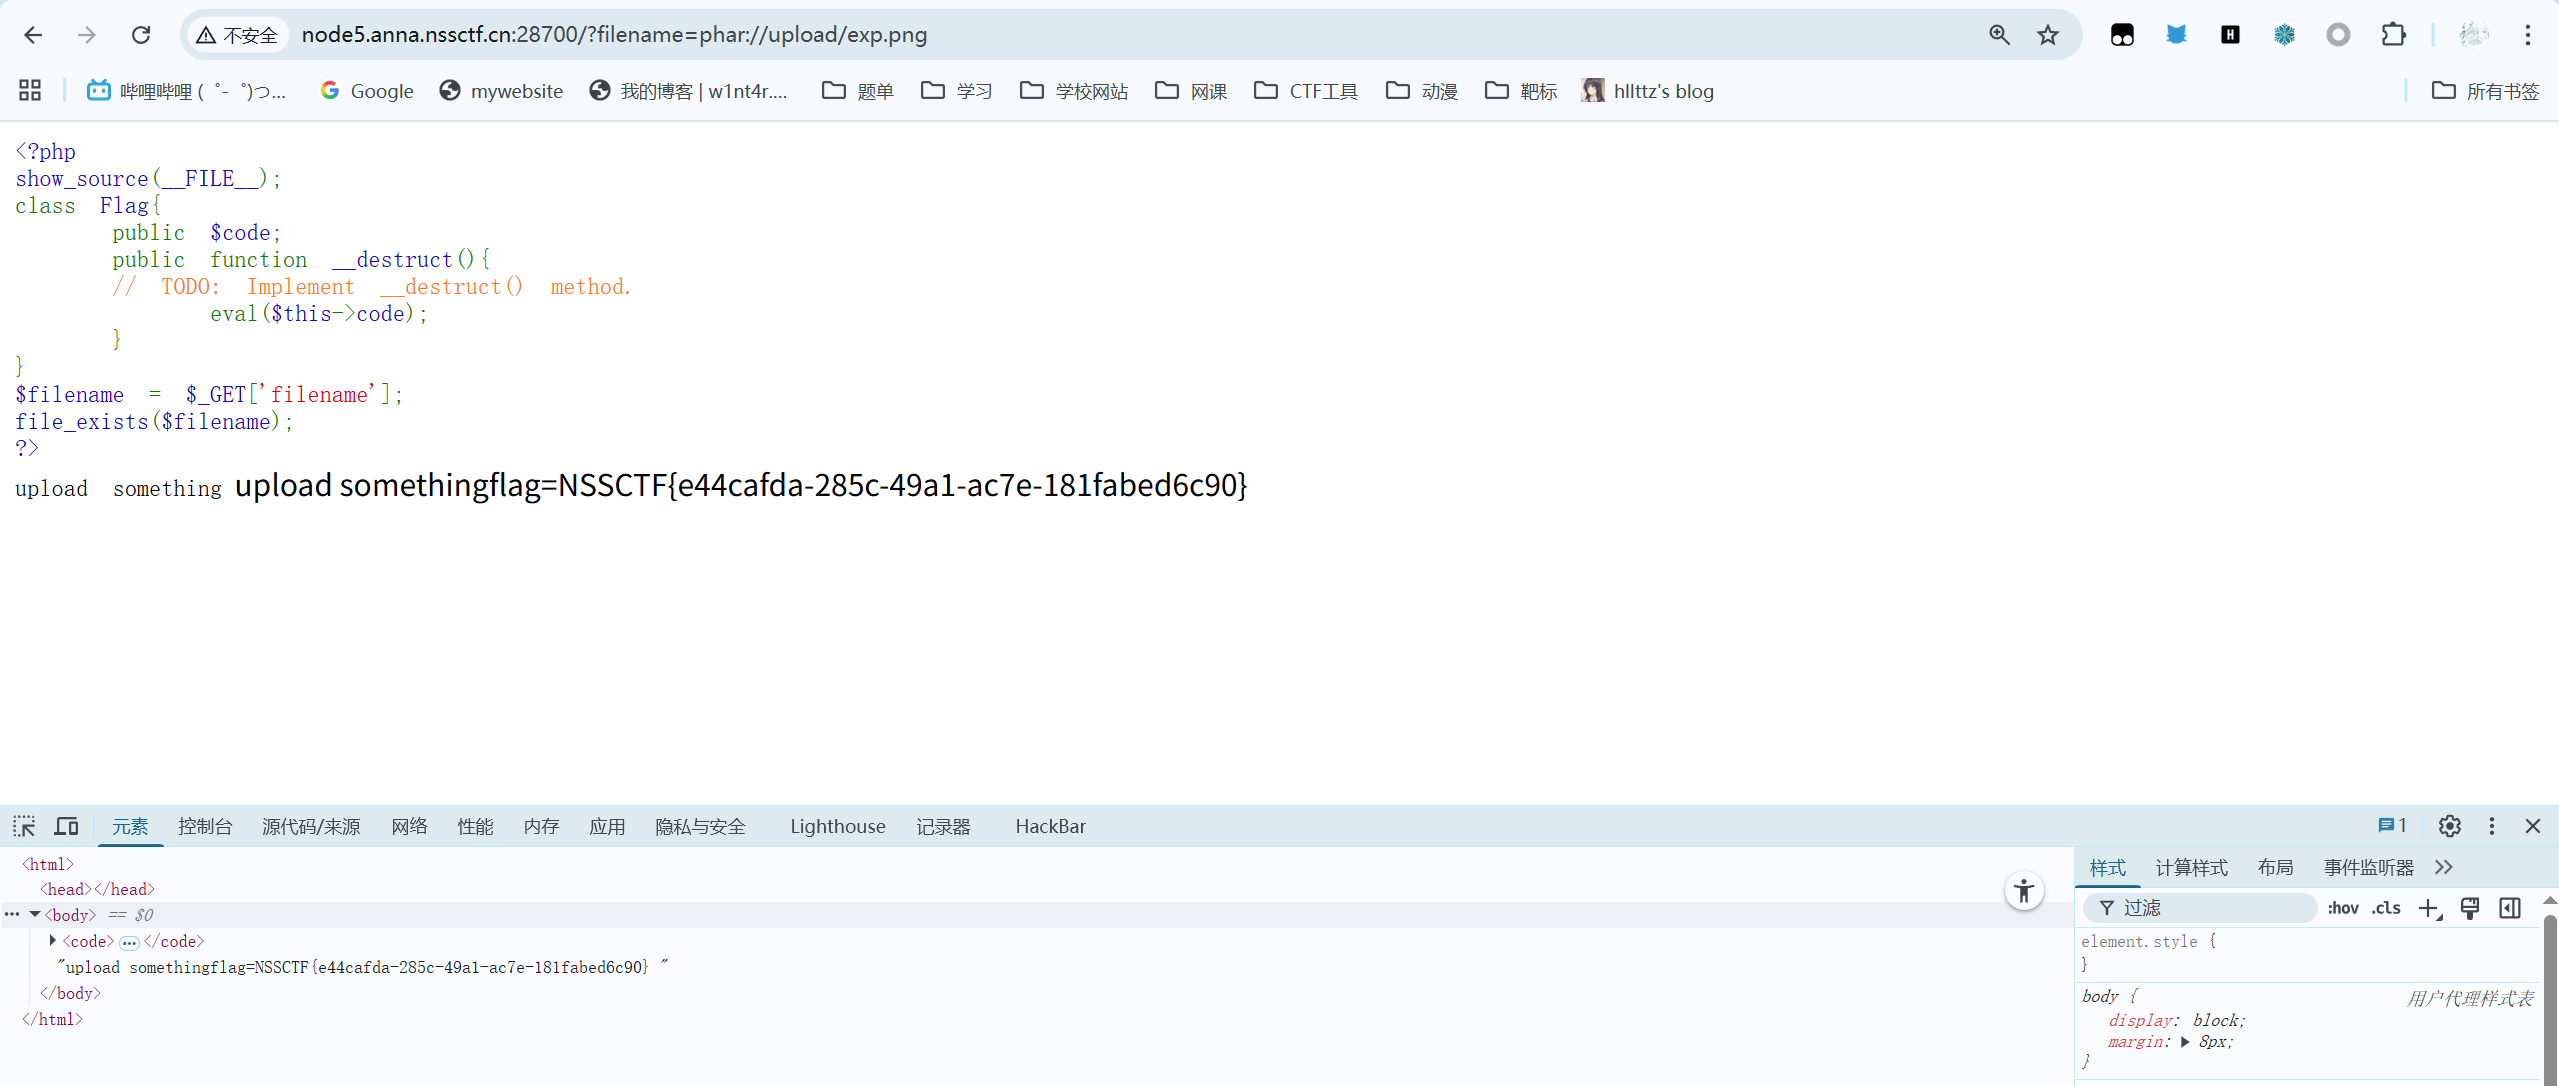 不安全 node5.anna.nssctf.cn:28700/?filename=phar://upload/exp.png
哔哩哔哩 (゜-゜)つ... Google mywebsite 我的博客 | w1nt4r.... 题单 学习 学校网站 网课 CTF工具 动漫 靶标 hllttz's blog 所有书签
<?php
show_source(__FILE__);
class Flag{
public $code;
public function __destruct(){
// TODO: Implement __destruct() method.
eval($this->code);
}
}
$filename = $_GET['filename'];
file_exists($filename);
?>
upload something upload somethingflag=NSSCTF{e44cafda-285c-49a1-ac7e-181fabed6c90}
元素 控制台 源代码/来源 网络 性能 内存 应用 隐私与安全 Lighthouse 记录器 HackBar 1
<html>
<head></head>
<body> == $0
<code>…</code>
"upload somethingflag=NSSCTF{e44cafda-285c-49a1-ac7e-181fabed6c90} "
</body>
</html>
样式 计算样式 布局 事件监听器
过滤 :hov .cls
element.style {
}
body { 用户代理样式表
display: block;
margin: 8px;
}